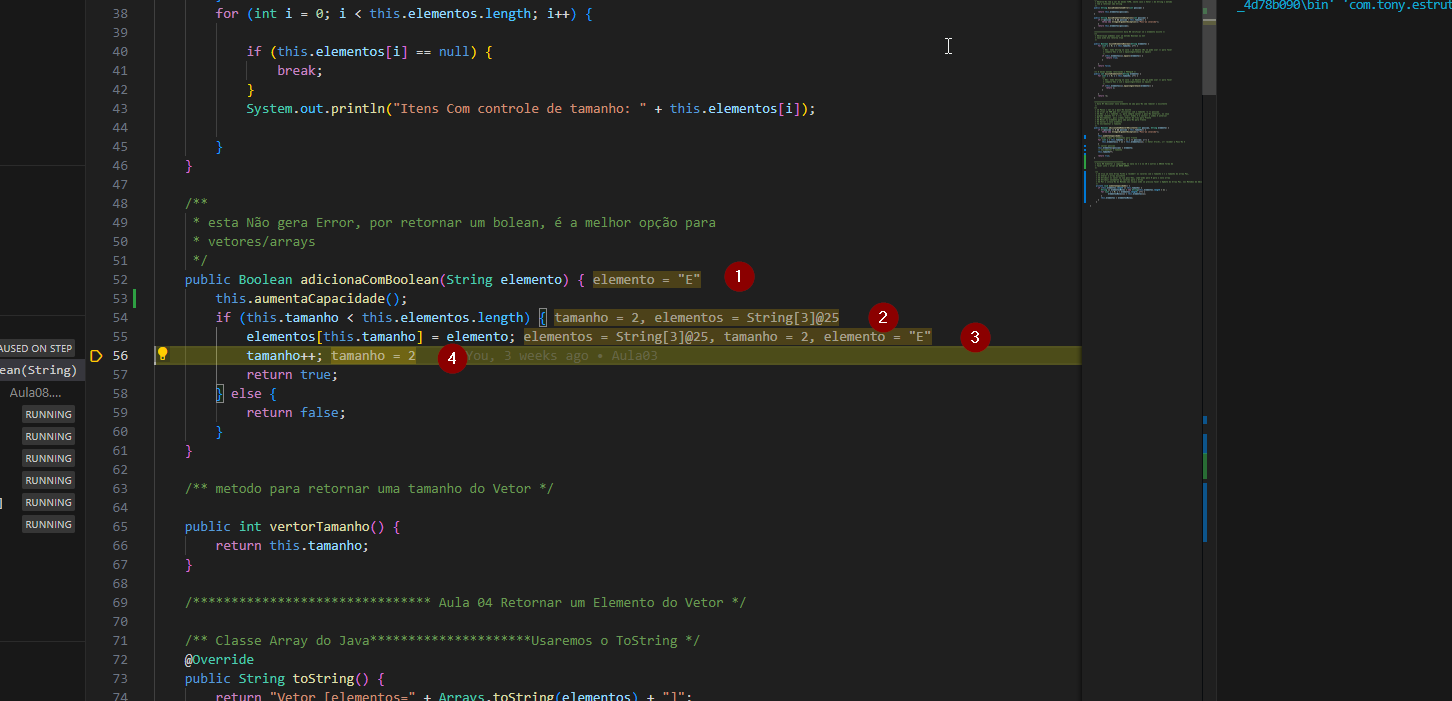 _4d78b090\bin' 'com.tony.estrut
38 for (int i = 0; i < this.elementos.length; i++) {
39
40 if (this.elementos[i] == null) {
41 break;
42 }
43 System.out.println("Itens Com controle de tamanho: " + this.elementos[i]);
44
45 }
46 }
47
48 /**
49 * esta Não gera Error, por retornar um bolean, é a melhor opção para
50 * vetores/arrays
51 */
52 public Boolean adicionaComBoolean(String elemento) { elemento = "E" 1
53 this.aumentaCapacidade();
54 if (this.tamanho < this.elementos.length) { tamanho = 2, elementos = String[3]@25 2
55 elementos[this.tamanho] = elemento; elementos = String[3]@25, tamanho = 2, elemento = "E" 3
AUSED ON STEP
56 tamanho++; tamanho = 2 4 You, 3 weeks ago • Aula03
ean(String)
57 return true;
Aula08....
58 } else {
RUNNING
59 return false;
RUNNING
60 }
RUNNING
61 }
RUNNING
62
63 /** metodo para retornar uma tamanho do Vetor */
RUNNING
64
RUNNING
65 public int vertorTamanho() {
66 return this.tamanho;
67 }
68
69 /******************************* Aula 04 Retornar um Elemento do Vetor */
70
71 /** Classe Array do Java*********************Usaremos o ToString */
72 @Override
73 public String toString() {
74 return "Vetor [elementos=" + Arrays.toString(elementos) + "]";